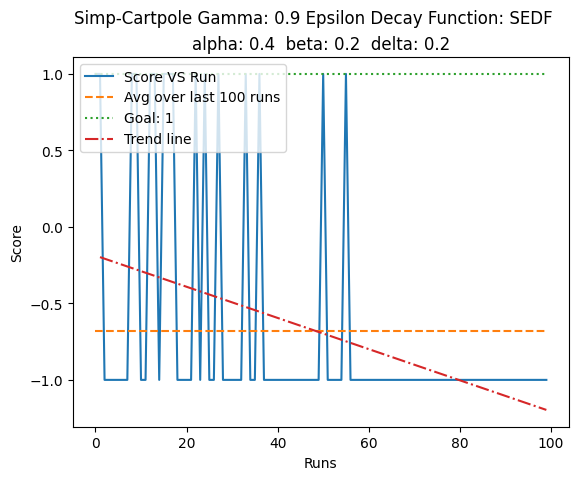 Simp-Cartpole Gamma: 0.9 Epsilon Decay Function: SEDF
alpha: 0.4  beta: 0.2  delta: 0.2
Score VS Run
Avg over last 100 runs
Goal: 1
Trend line
1.0
0.5
0.0
−0.5
−1.0
Score
0
20
40
60
80
100
Runs